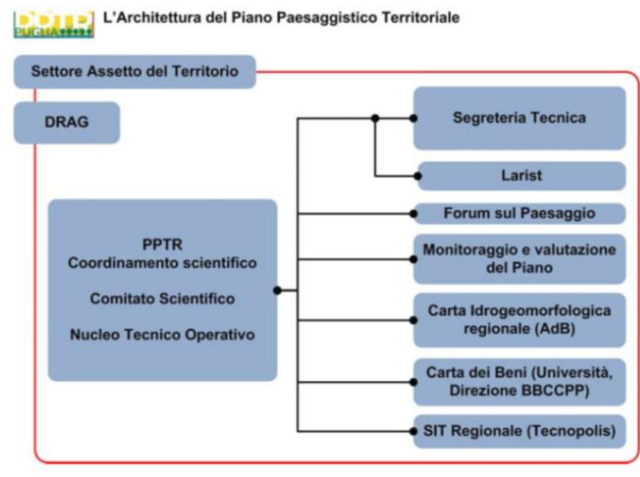 PPTR
PUGLIA
L'Architettura del Piano Paesaggistico Territoriale
Settore Assetto del Territorio
DRAG
PPTR
Coordinamento scientifico
Comitato Scientifico
Nucleo Tecnico Operativo
Segreteria Tecnica
Larist
Forum sul Paesaggio
Monitoraggio e valutazione
del Piano
Carta Idrogeomorfologica
regionale (AdB)
Carta dei Beni (Università,
Direzione BBCCPP)
SIT Regionale (Tecnopolis)